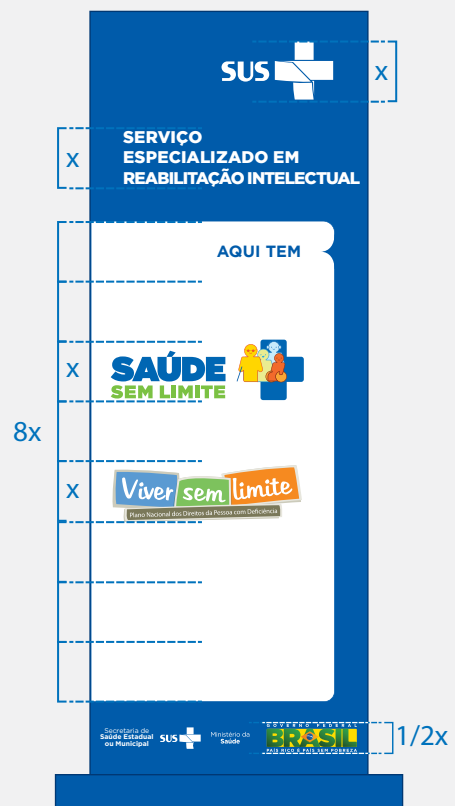 SUS
x
SERVIÇO
x
ESPECIALIZADO EM
REABILITAÇÃO INTELECTUAL
AQUI TEM
x
SAÚDE
SEM LIMITE
8x
x
Viver sem limite
Plano Nacional dos Direitos da Pessoa com Deficiência
Secretaria de
Saúde Estadual
ou Municipal
SUS
Ministério da
Saúde
GOVERNO FEDERAL
BRASIL
PAÍS RICO É PAÍS SEM POBREZA
1/2x